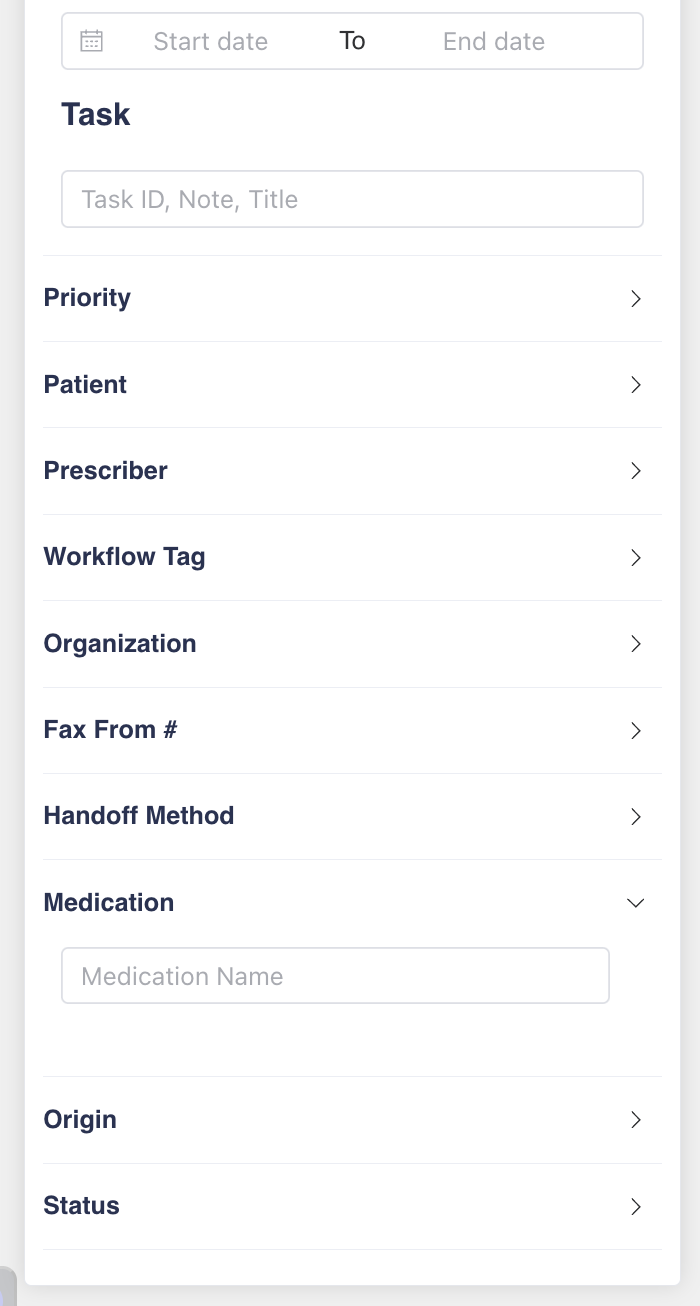 Start date To End date
Task
Task ID, Note, Title
Priority
Patient
Prescriber
Workflow Tag
Organization
Fax From #
Handoff Method
Medication
Medication Name
Origin
Status